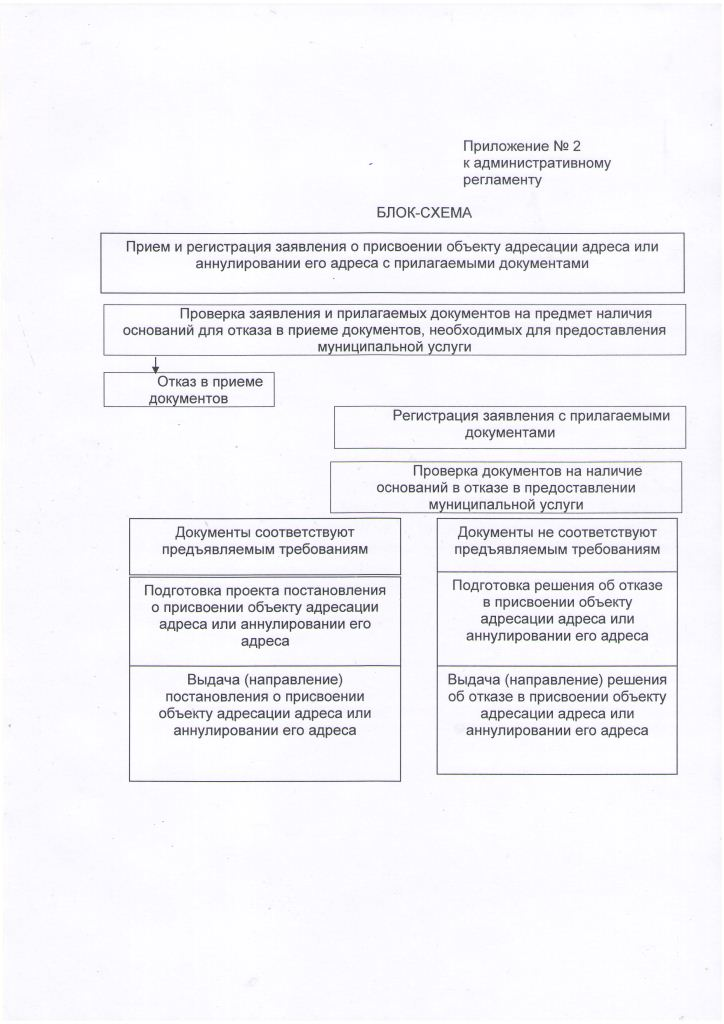 Приложение № 2
к административному
регламенту
БЛОК-СХЕМА
Прием и регистрация заявления о присвоении объекту адресации адреса или
аннулировании его адреса с прилагаемыми документами
Проверка заявления и прилагаемых документов на предмет наличия
оснований для отказа в приеме документов, необходимых для предоставления
муниципальной услуги
Отказ в приеме
документов
Регистрация заявления с прилагаемыми
документами
Проверка документов на наличие
оснований в отказе в предоставлении
муниципальной услуги
Документы соответствуют
предъявляемым требованиям
Подготовка проекта постановления
о присвоении объекту адресации
адреса или аннулировании его
адреса
Выдача (направление)
постановления о присвоении
объекту адресации адреса или
аннулировании его адреса
Документы не соответствуют
предъявляемым требованиям
Подготовка решения об отказе
в присвоении объекту
адресации адреса или
аннулировании его адреса
Выдача (направление) решения
об отказе в присвоении объекту
адресации адреса или
аннулировании его адреса